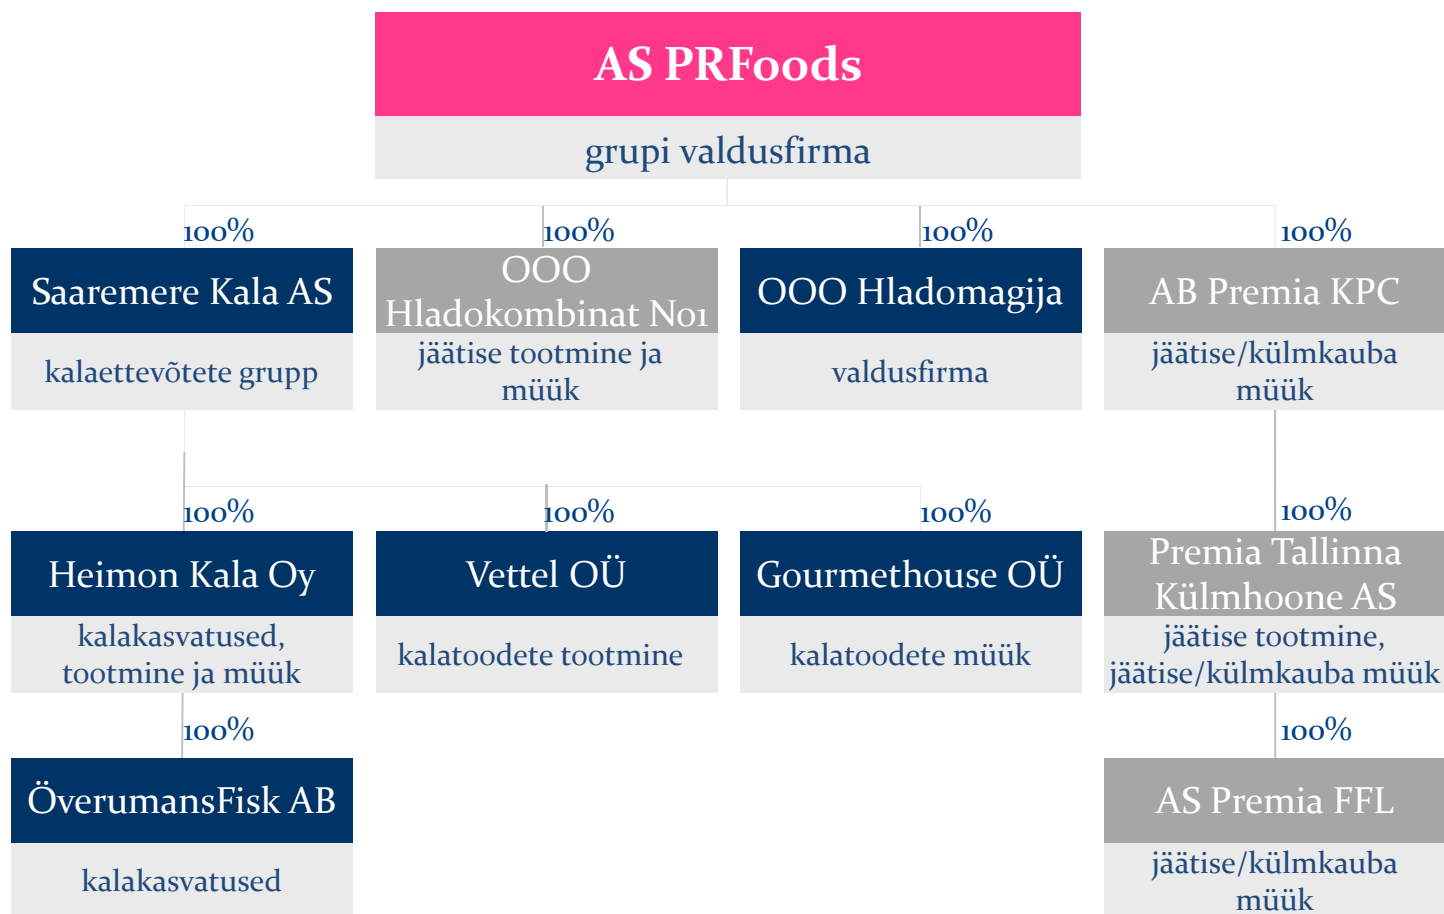 AS PRFoods
grupi valdusfirma
100%
100%
100%
100%
Saaremere Kala AS
OOO
Hladokombinat No1
OOO Hladomagija
AB Premia KPC
kalaettevõtete grupp
jäätise tootmine ja
müük
valdusfirma
jäätise/külmkauba
müük
100%
100%
100%
100%
Heimon Kala Oy
Vettel OÜ
Gourmethouse OÜ
Premia Tallinna
Külmhoone AS
kalakasvatused,
tootmine ja müük
kalatoodete tootmine
kalatoodete müük
jäätise tootmine,
jäätise/külmkauba müük
100%
100%
ÖverumansFisk AB
AS Premia FFL
kalakasvatused
jäätise/külmkauba
müük